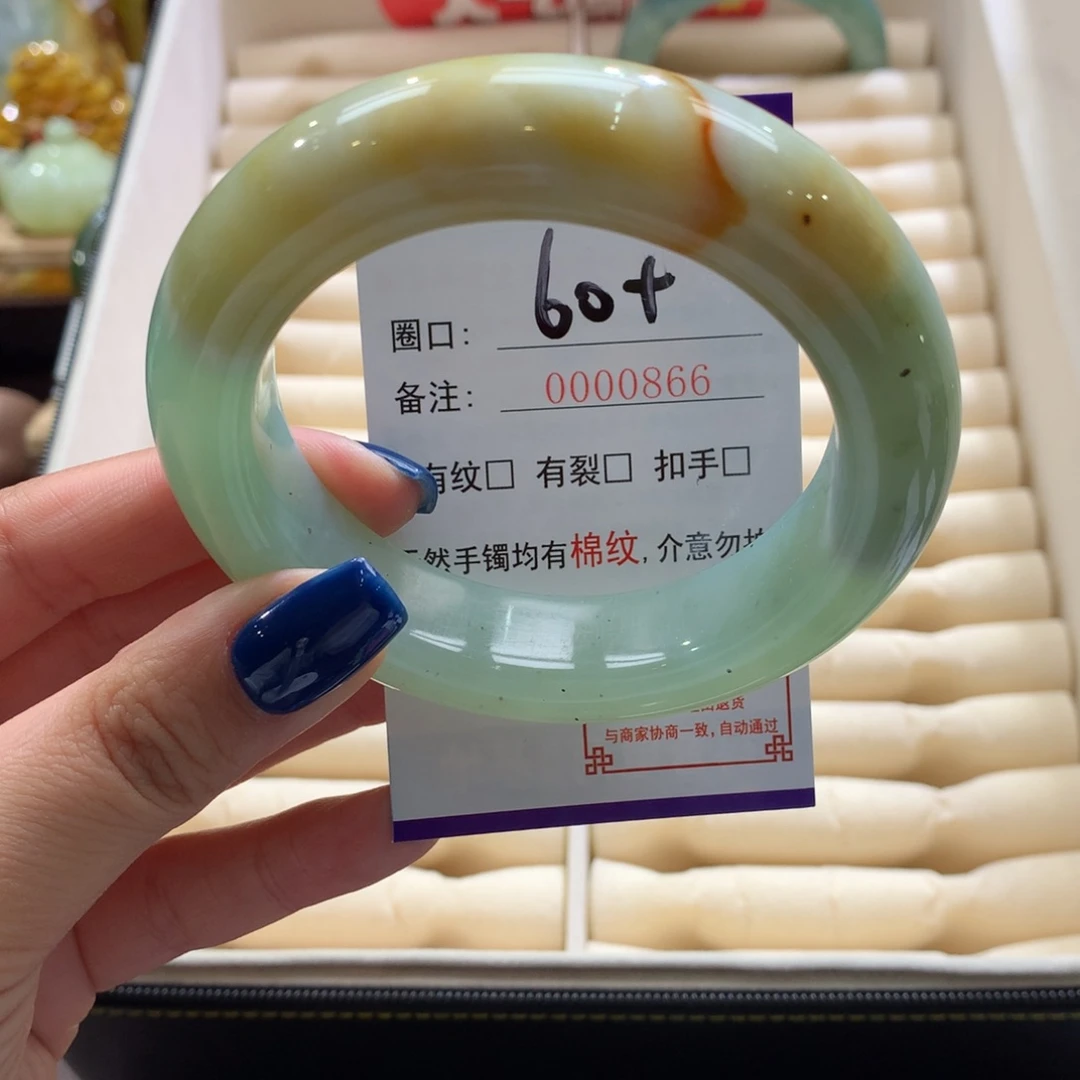 圈口: 60+
备注: 0000866
有纹□ 有裂□ 扣手□
然手镯均有棉纹, 介意勿
与商家协商一致, 自动通过